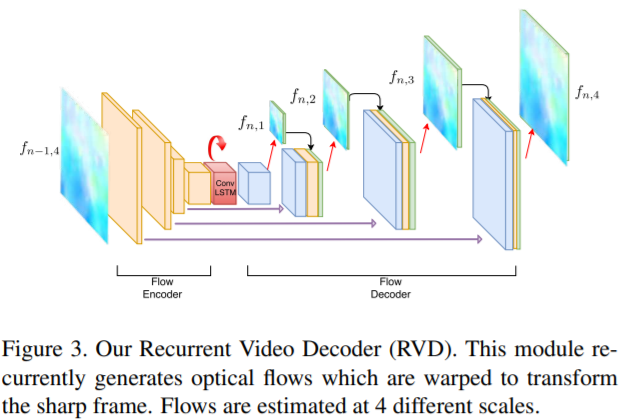 f_{n,4}
f_{n,3}
f_{n,2}
f_{n,1}
f_{n-1,4}
Conv
LSTM
Flow
Encoder
Flow
Decoder
Figure 3. Our Recurrent Video Decoder (RVD). This module re-
currently generates optical flows which are warped to transform
the sharp frame. Flows are estimated at 4 different scales.